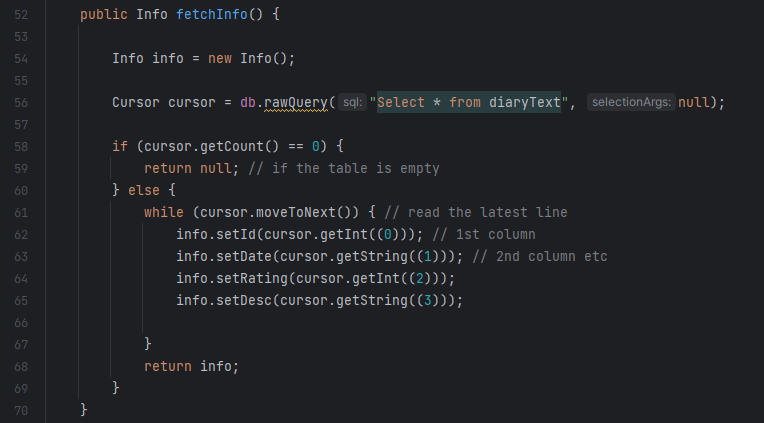 52 public Info fetchInfo() {
53
54 Info info = new Info();
55
56 Cursor cursor = db.rawQuery( sql: "Select * from diaryText", selectionArgs: null);
57
58 if (cursor.getCount() == 0) {
59 return null; // if the table is empty
60 } else {
61 while (cursor.moveToNext()) { // read the latest line
62 info.setId(cursor.getInt((0))); // 1st column
63 info.setDate(cursor.getString((1))); // 2nd column etc
64 info.setRating(cursor.getInt((2)));
65 info.setDesc(cursor.getString((3)));
66
67 }
68 return info;
69 }
70 }